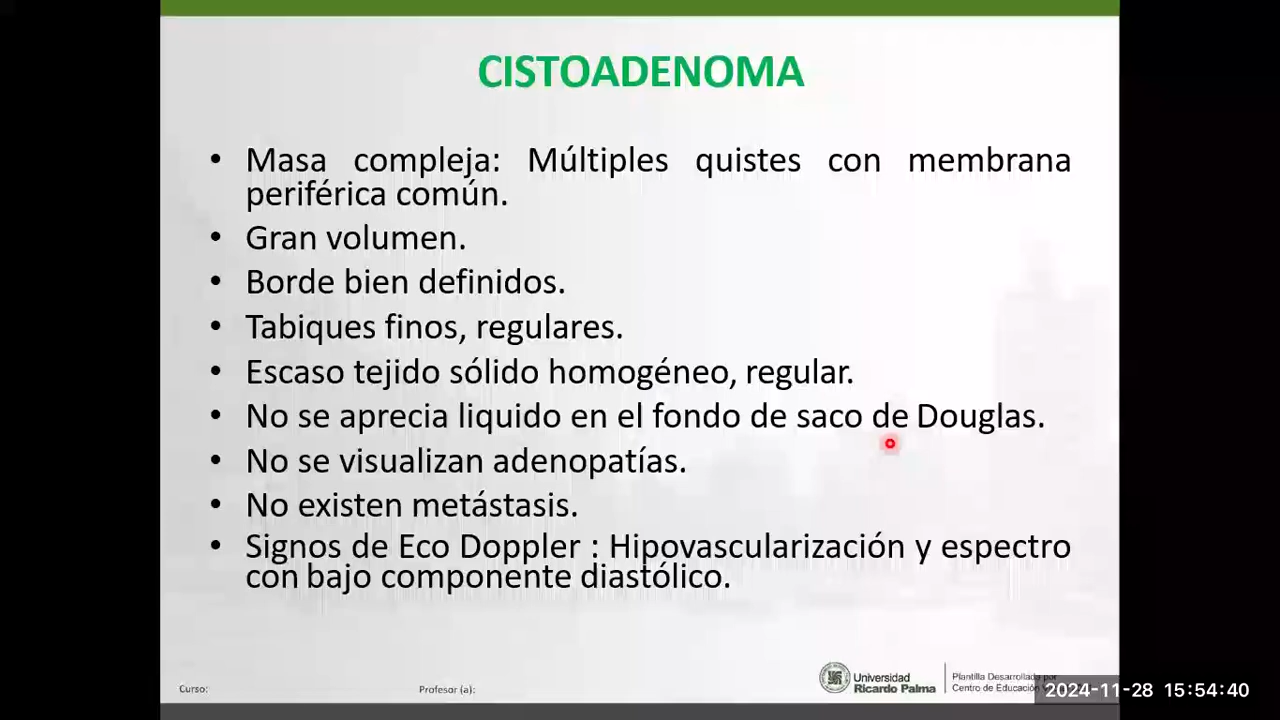 CISTOADENOMA
• Masa compleja: Múltiples quistes con membrana
periférica común.
• Gran volumen.
• Borde bien definidos.
• Tabiques finos, regulares.
• Escaso tejido sólido homogéneo, regular.
• No se aprecia liquido en el fondo de saco de Douglas.
• No se visualizan adenopatías.
• No existen metástasis.
• Signos de Eco Doppler : Hipovascularización y espectro
con bajo componente diastólico.
Curso:
Profesor (a):
Universidad
Ricardo Palma
Plantilla Desarrollada por
Centro de Educación
2024-11-28 15:54:40